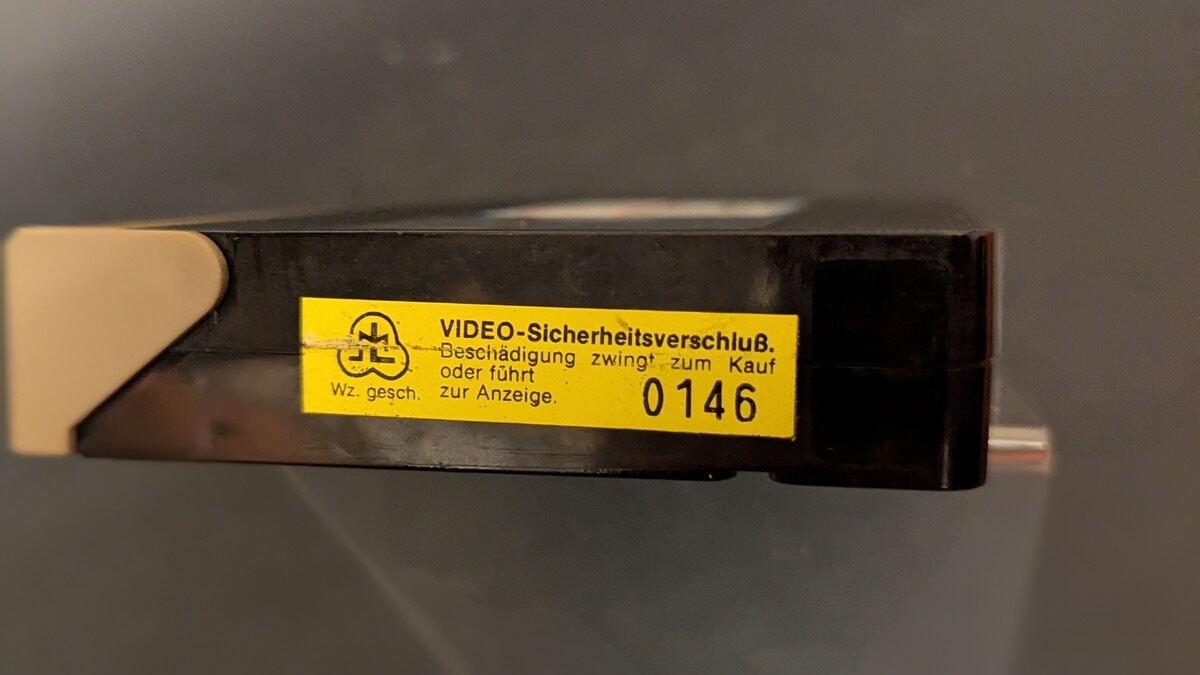 VIDEO-Sicherheitsverschluß.
Beschädigung zwingt zum Kauf
oder führt
zur Anzeige.
Wz. gesch.
0146